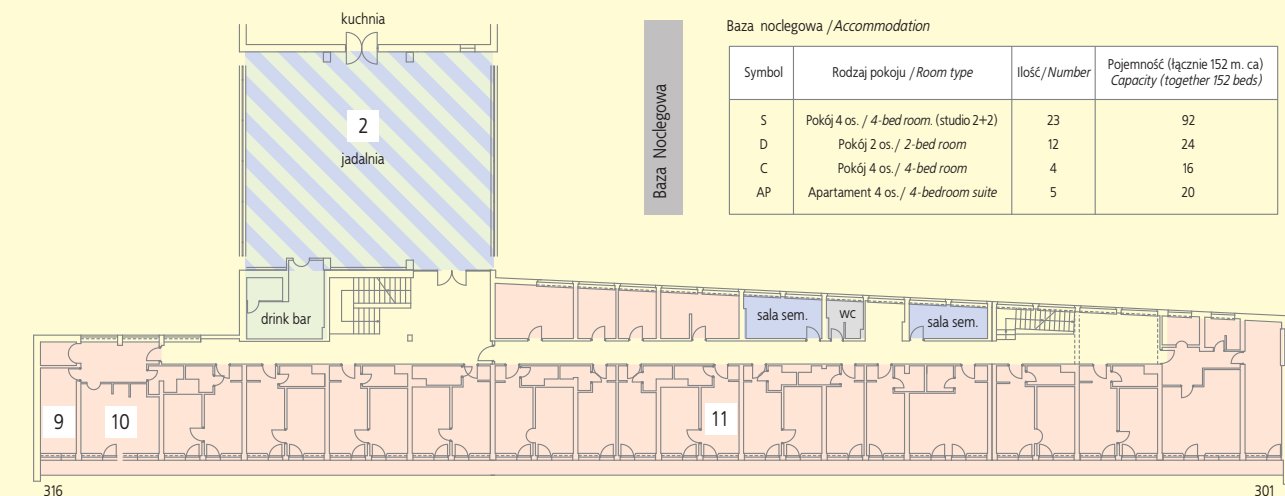 kuchnia
2
jadalnia
drink bar
Baza Noclegowa
Baza noclegowa / Accommodation
Symbol Rodzaj pokoju / Room type Ilość/Number Pojemność (łącznie 152 m. ca)
Capacity (together 152 beds)
S Pokój 4 os. / 4-bed room. (studio 2+2) 23 92
D Pokój 2 os./ 2-bed room 12 24
C Pokój 4 os./ 4-bed room 4 16
AP Apartament 4 os./ 4-bedroom suite 5 20
sala sem.
wc
sala sem.
9
10
11
316
301